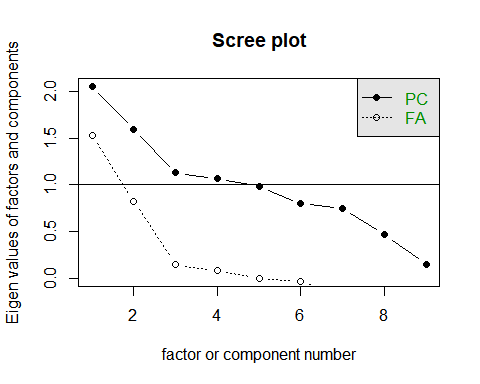 Scree plot
PC
FA
Eigen values of factors and components
2.0
1.5
1.0
0.5
0.0
2
4
6
8
factor or component number